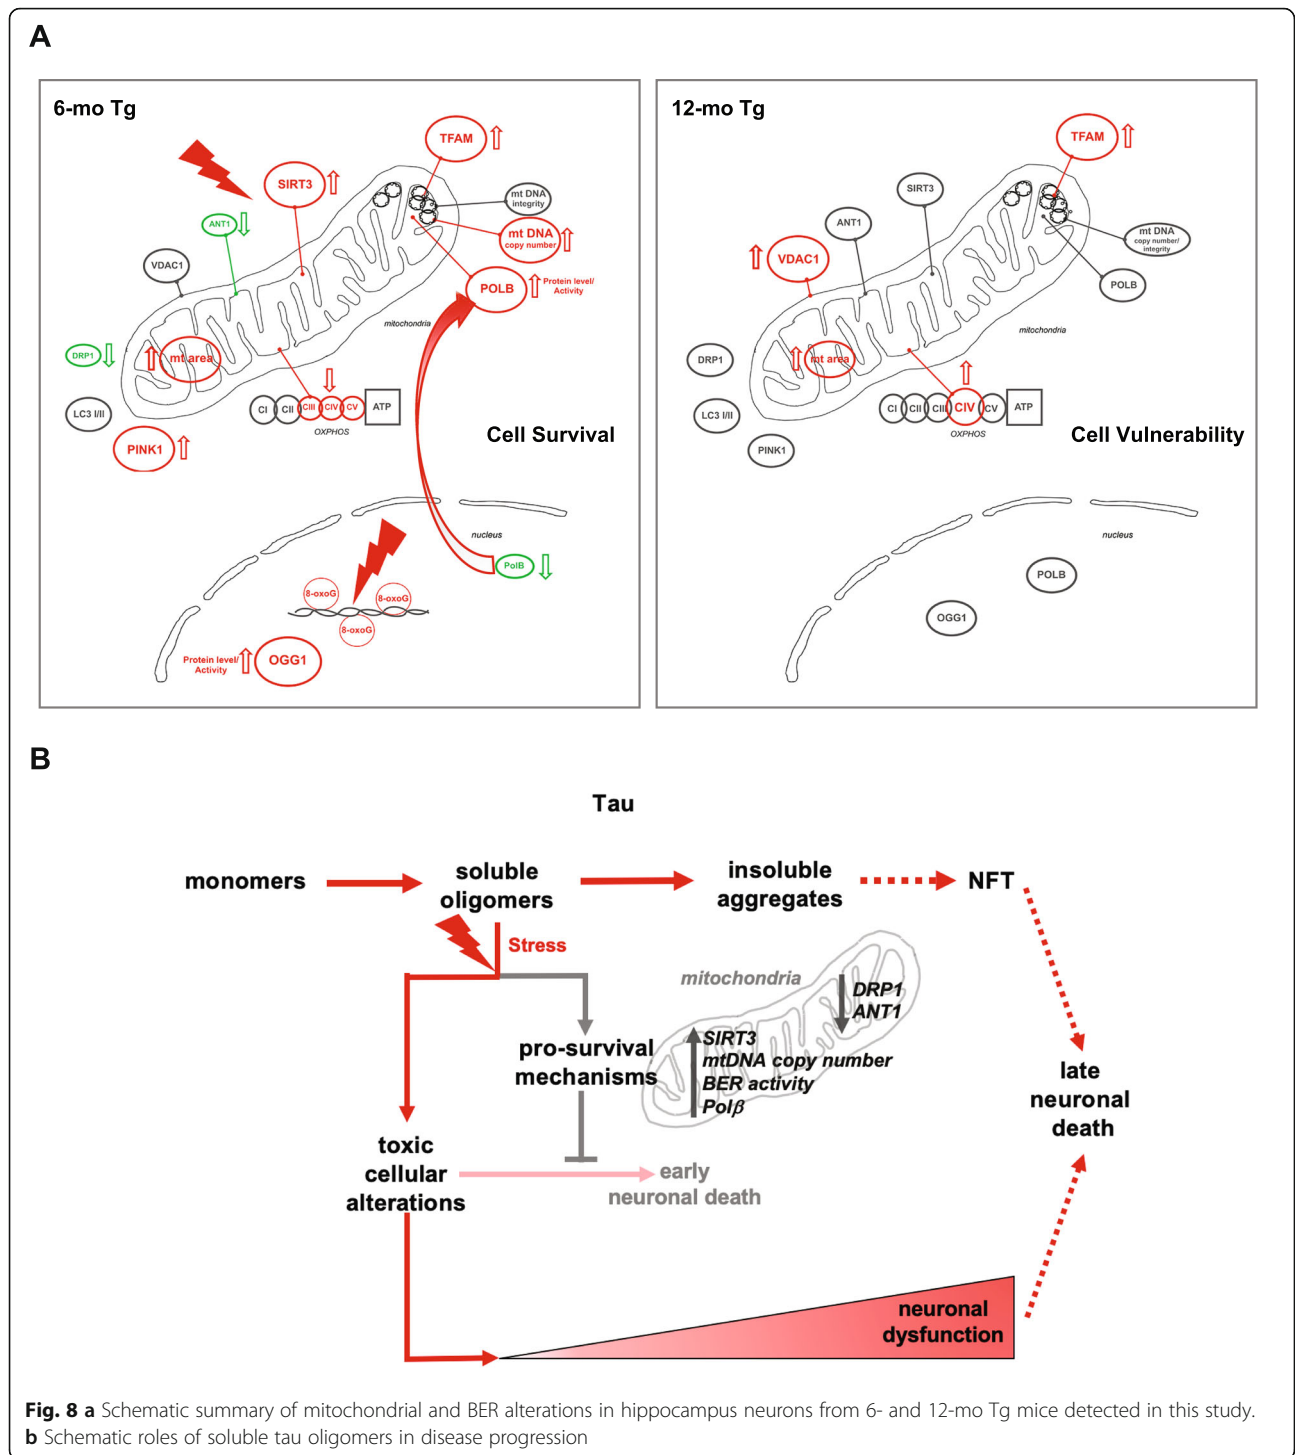 A
6-mo Tg
TFAM
SIRT3
mt DNA
integrity
ANT1
mt DNA
copy number
VDAC1
POLB
Protein level/
Activity
mitochondria
DRP1
mt area
LC3 I/II
CI
CII
CIII
CIV
CV
ATP
OXPHOS
PINK1
Cell Survival
nucleus
PolB
8-oxoG
8-oxoG
8-oxoG
Protein level/
Activity
OGG1
12-mo Tg
TFAM
SIRT3
ANT1
mt DNA
copy number/
integrity
VDAC1
POLB
mitochondria
DRP1
mt area
LC3 I/II
CI
CII
CIII
CIV
CV
ATP
OXPHOS
PINK1
Cell Vulnerability
nucleus
POLB
OGG1
B
Tau
monomers
soluble
oligomers
insoluble
aggregates
NFT
Stress
mitochondria
DRP1
ANT1
pro-survival
mechanisms
SIRT3
mtDNA copy number
BER activity
Polβ
late
neuronal
death
toxic
cellular
alterations
early
neuronal death
neuronal
dysfunction
Fig. 8 a Schematic summary of mitochondrial and BER alterations in hippocampus neurons from 6- and 12-mo Tg mice detected in this study.
b Schematic roles of soluble tau oligomers in disease progression